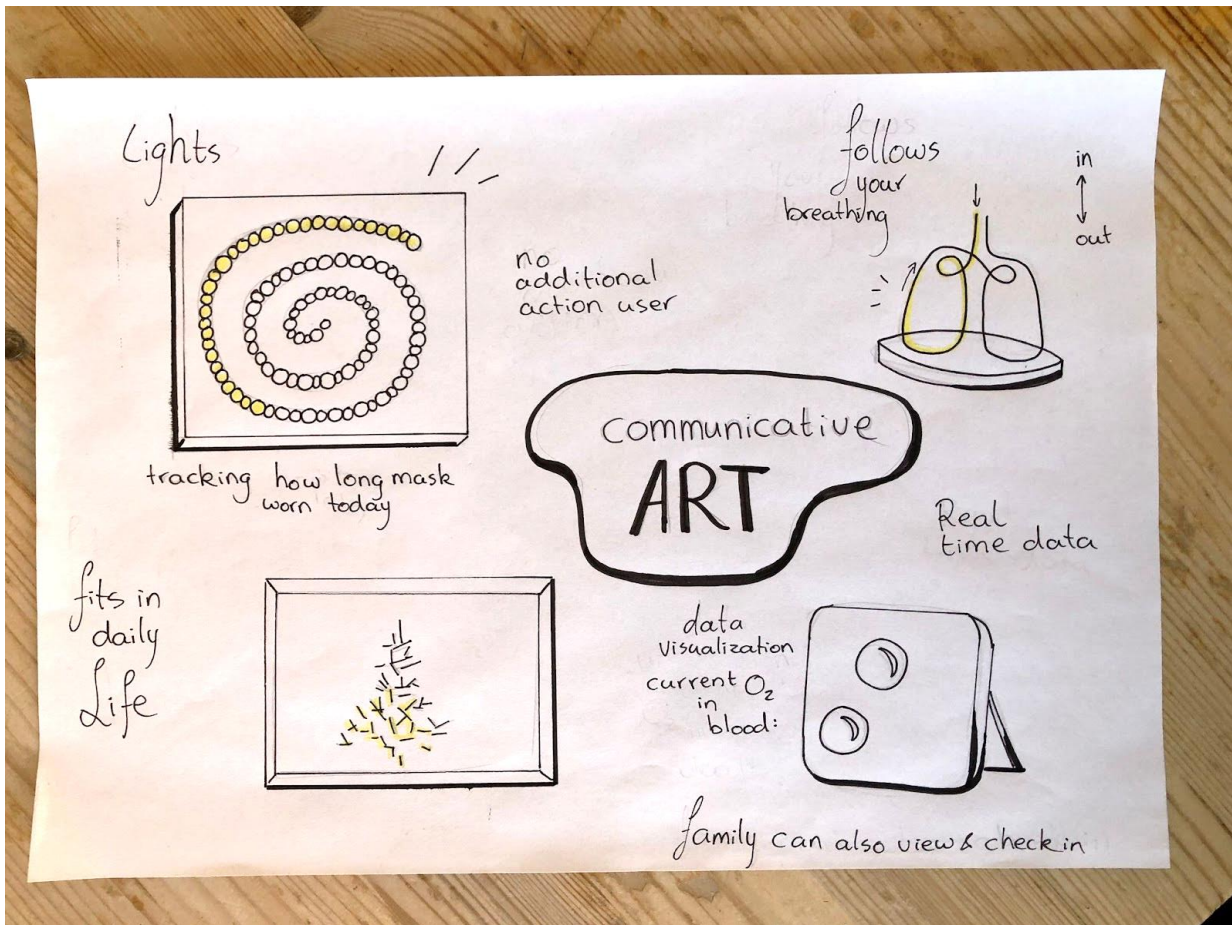 Lights
follows
your
breathing
in
out
no
additional
action user
tracking how long mask
worn today
communicative
ART
Real
time data
fits in
daily
Life
data
visualization
current O₂
in
blood:
family can also view & check in